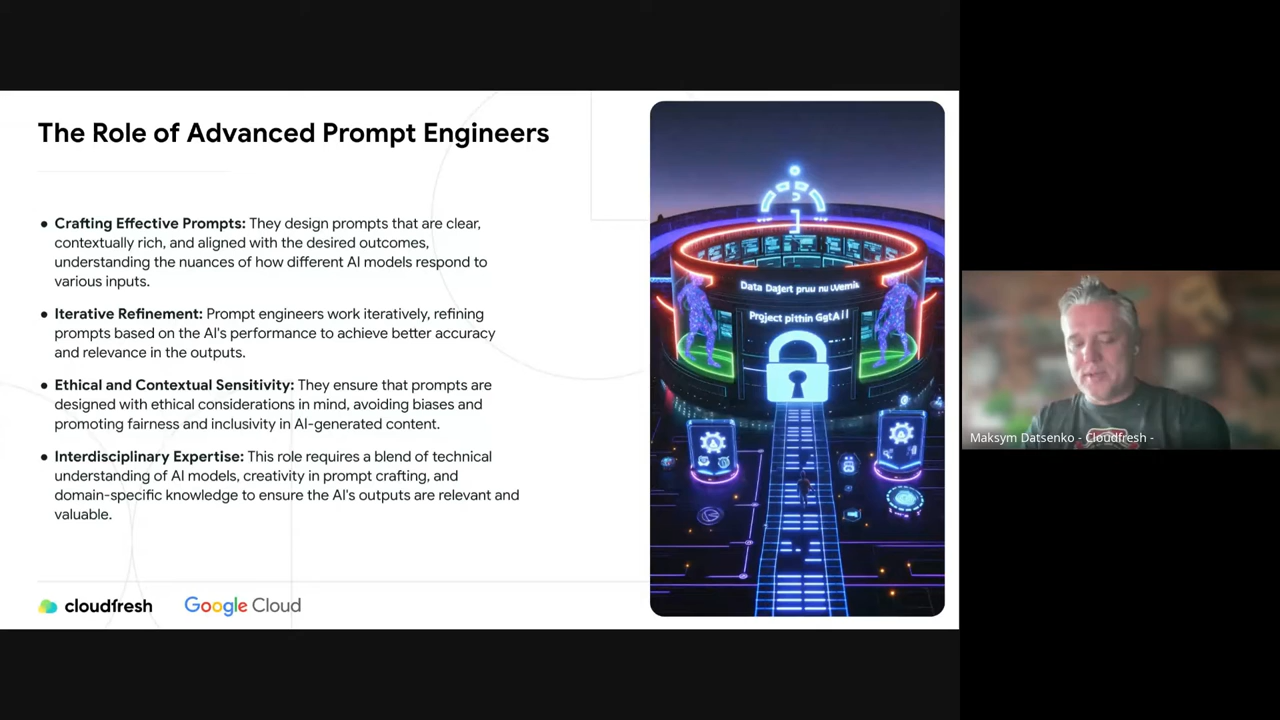 The Role of Advanced Prompt Engineers
● Crafting Effective Prompts: They design prompts that are clear,
contextually rich, and aligned with the desired outcomes,
understanding the nuances of how different AI models respond to
various inputs.
● Iterative Refinement: Prompt engineers work iteratively, refining
prompts based on the AI's performance to achieve better accuracy
and relevance in the outputs.
● Ethical and Contextual Sensitivity: They ensure that prompts are
designed with ethical considerations in mind, avoiding biases and
promoting fairness and inclusivity in AI-generated content.
● Interdisciplinary Expertise: This role requires a blend of technical
understanding of AI models, creativity in prompt crafting, and
domain-specific knowledge to ensure the AI's outputs are relevant and
valuable.
cloudfresh
Google Cloud
Data
Project
Maksym Datsenko - Cloudfresh -